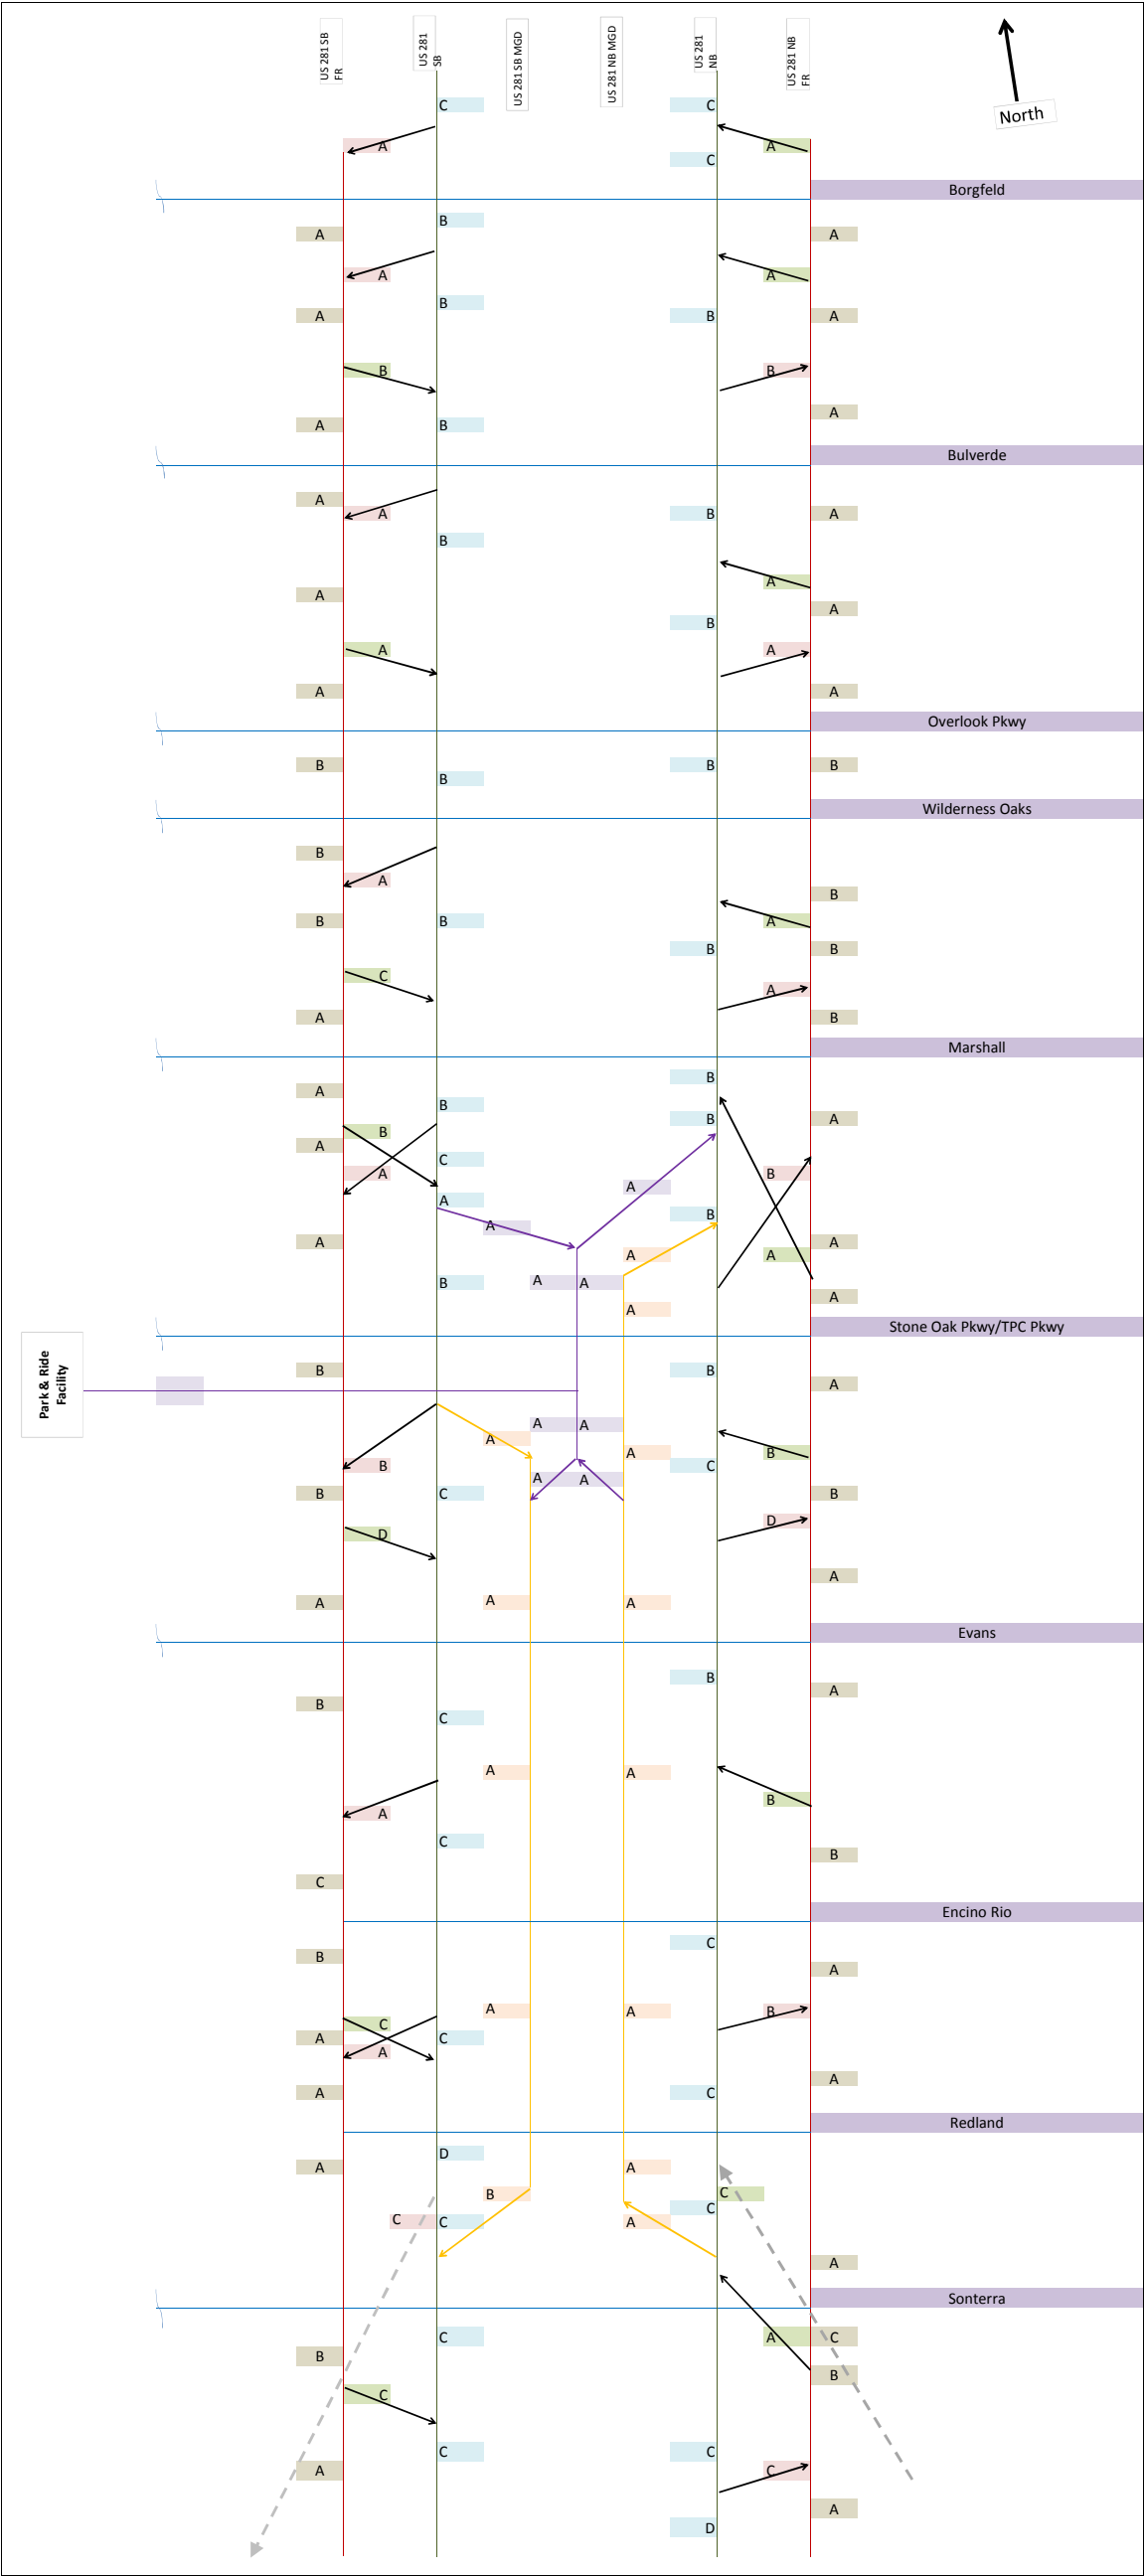 US 281 SB
FR
US 281
SB
US 281 SB MGD
US 281 NB MGD
US 281
NB
US 281 NB
FR
North
C C
A A
C
Borgfeld
B
A A
A A
B
A B A
B B
A
A B
Bulverde
A
A B A
B
A
A A
B
A A
A A
Overlook Pkwy
B B B
B
Wilderness Oaks
B
A
B
B B A
B B
C
A
A B
Marshall
B
A
B
B A
B
A
C
A B
A
A
B
A
A A
A A
B A A
A
A
Stone Oak Pkwy/TPC Pkwy
Park & Ride
Facility
B B
A
A A
A
A B
B C
A A
B C B
D
D
A
A A A
Evans
B
A
B
C
A A
B
A
C
B
C
Encino Rio
C
B
A
A A B
C
A C
A
A
A C
Redland
D
A A
B C
C
C C A
A
Sonterra
C A C
B
B
C
C C
A C
A
D